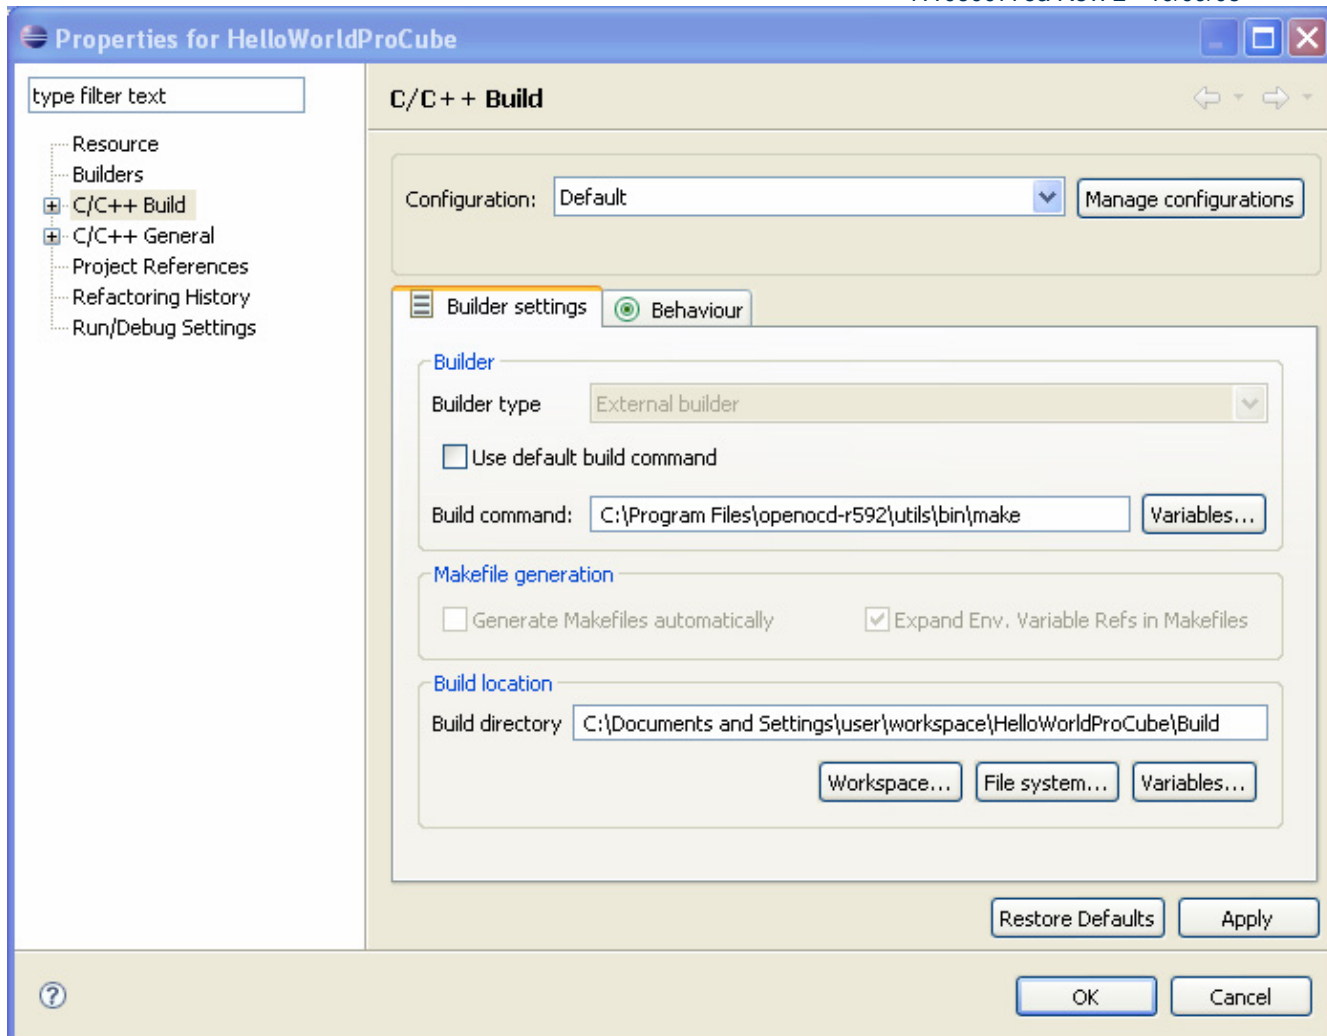 Properties for HelloWorldProCube
type filter text
Resource
Builders
C/C++ Build
C/C++ General
Project References
Refactoring History
Run/Debug Settings
C/C++ Build
Configuration: Default Manage configurations
Builder settings Behaviour
Builder
Builder type External builder
Use default build command
Build command: C:\Program Files\openocd-r592\utils\bin\make Variables...
Makefile generation
Generate Makefiles automatically Expand Env. Variable Refs in Makefiles
Build location
Build directory C:\Documents and Settings\user\workspace\HelloWorldProCube\Build
Workspace... File system... Variables...
Restore Defaults Apply
OK Cancel